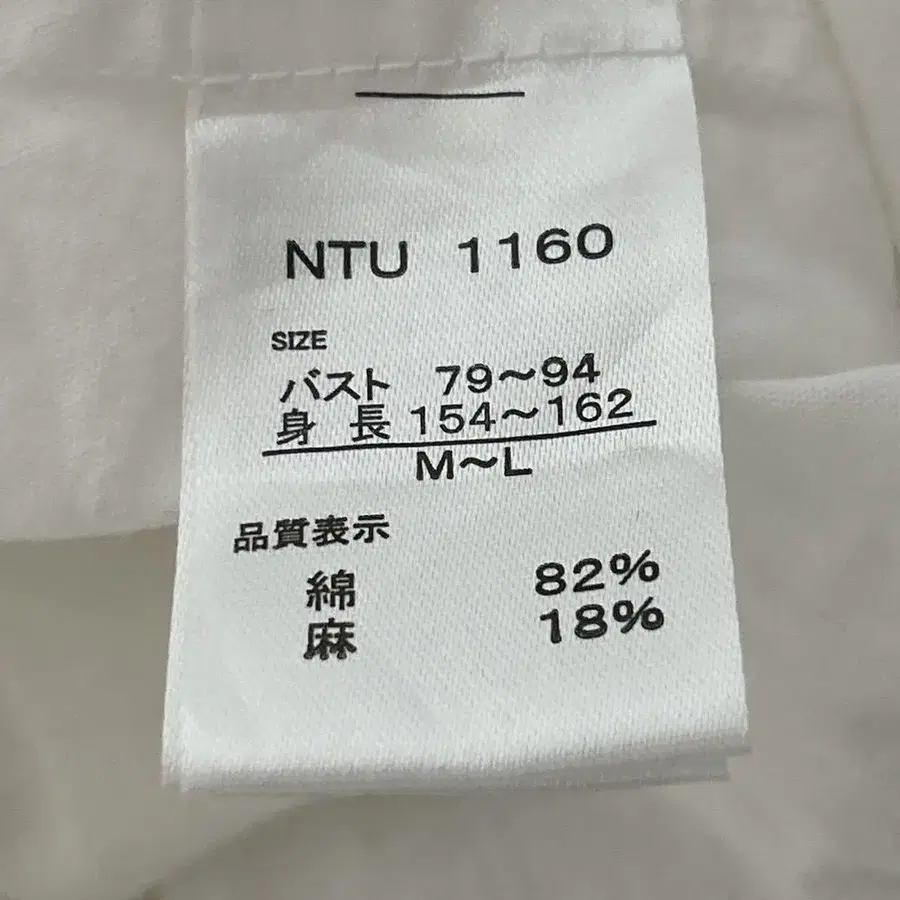 NTU 1160
SIZE
バスト 79～94
身長 154～162
M～L
品質表示
綿 82%
麻 18%